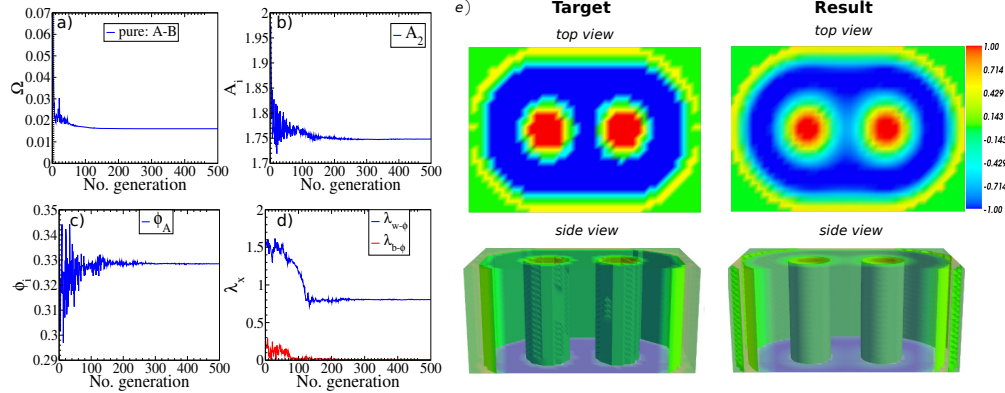 a)
pure: A-B
0.07
0.06
0.05
0.04
0.03
0.02
0.01
0
Ω
0 100 200 300 400 500
No. generation
b)
A_2
2
1.95
1.9
1.85
1.8
1.75
1.7
A_i
0 100 200 300 400 500
No. generation
c)
ϕ_A
0.35
0.34
0.33
0.32
0.31
0.3
0.29
ϕ_i
0 100 200 300 400 500
No. generation
d)
λ_w-ϕ
λ_b-ϕ
2
1.5
1
0.5
0
λ_x
0 100 200 300 400 500
No. generation
e)
Target Result
top view top view
1.00
0.714
0.429
0.143
-0.143
-0.429
-0.714
-1.00
side view side view